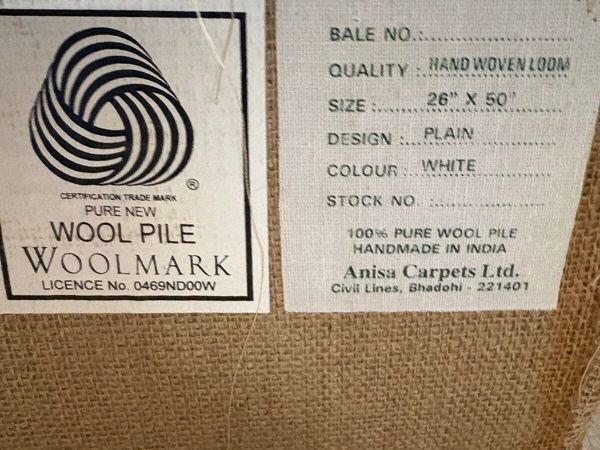 ®
CERTIFICATION TRADE MARK
PURE NEW
WOOL PILE
WOOLMARK
LICENCE No. 0469ND00W
BALE NO.:
QUALITY : HAND WOVEN LOOM
SIZE : 26" X 50"
DESIGN : PLAIN
COLOUR : WHITE
STOCK NO. :
100% PURE WOOL PILE
HANDMADE IN INDIA
Anisa Carpets Ltd.
Civil Lines, Bhadohi - 221401